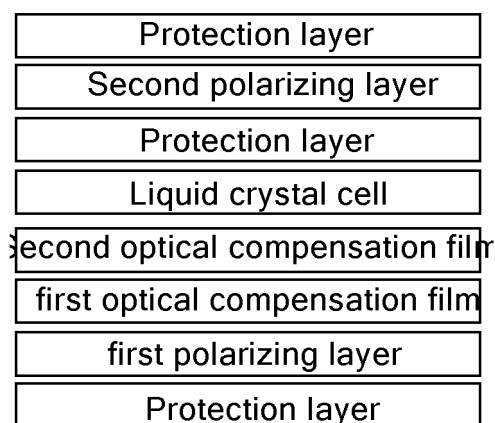 Protection layer
Second polarizing layer
Protection layer
Liquid crystal cell
Second optical compensation film
first optical compensation film
first polarizing layer
Protection layer